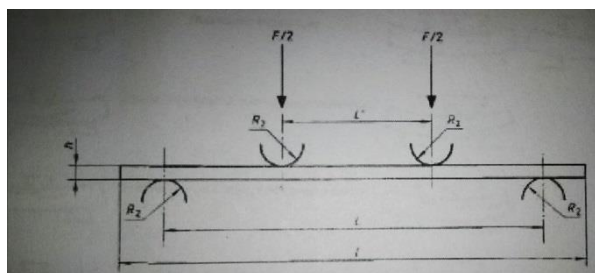 F/2 F/2
L'
R₂ R₂
h
R₂ R₂
L
l